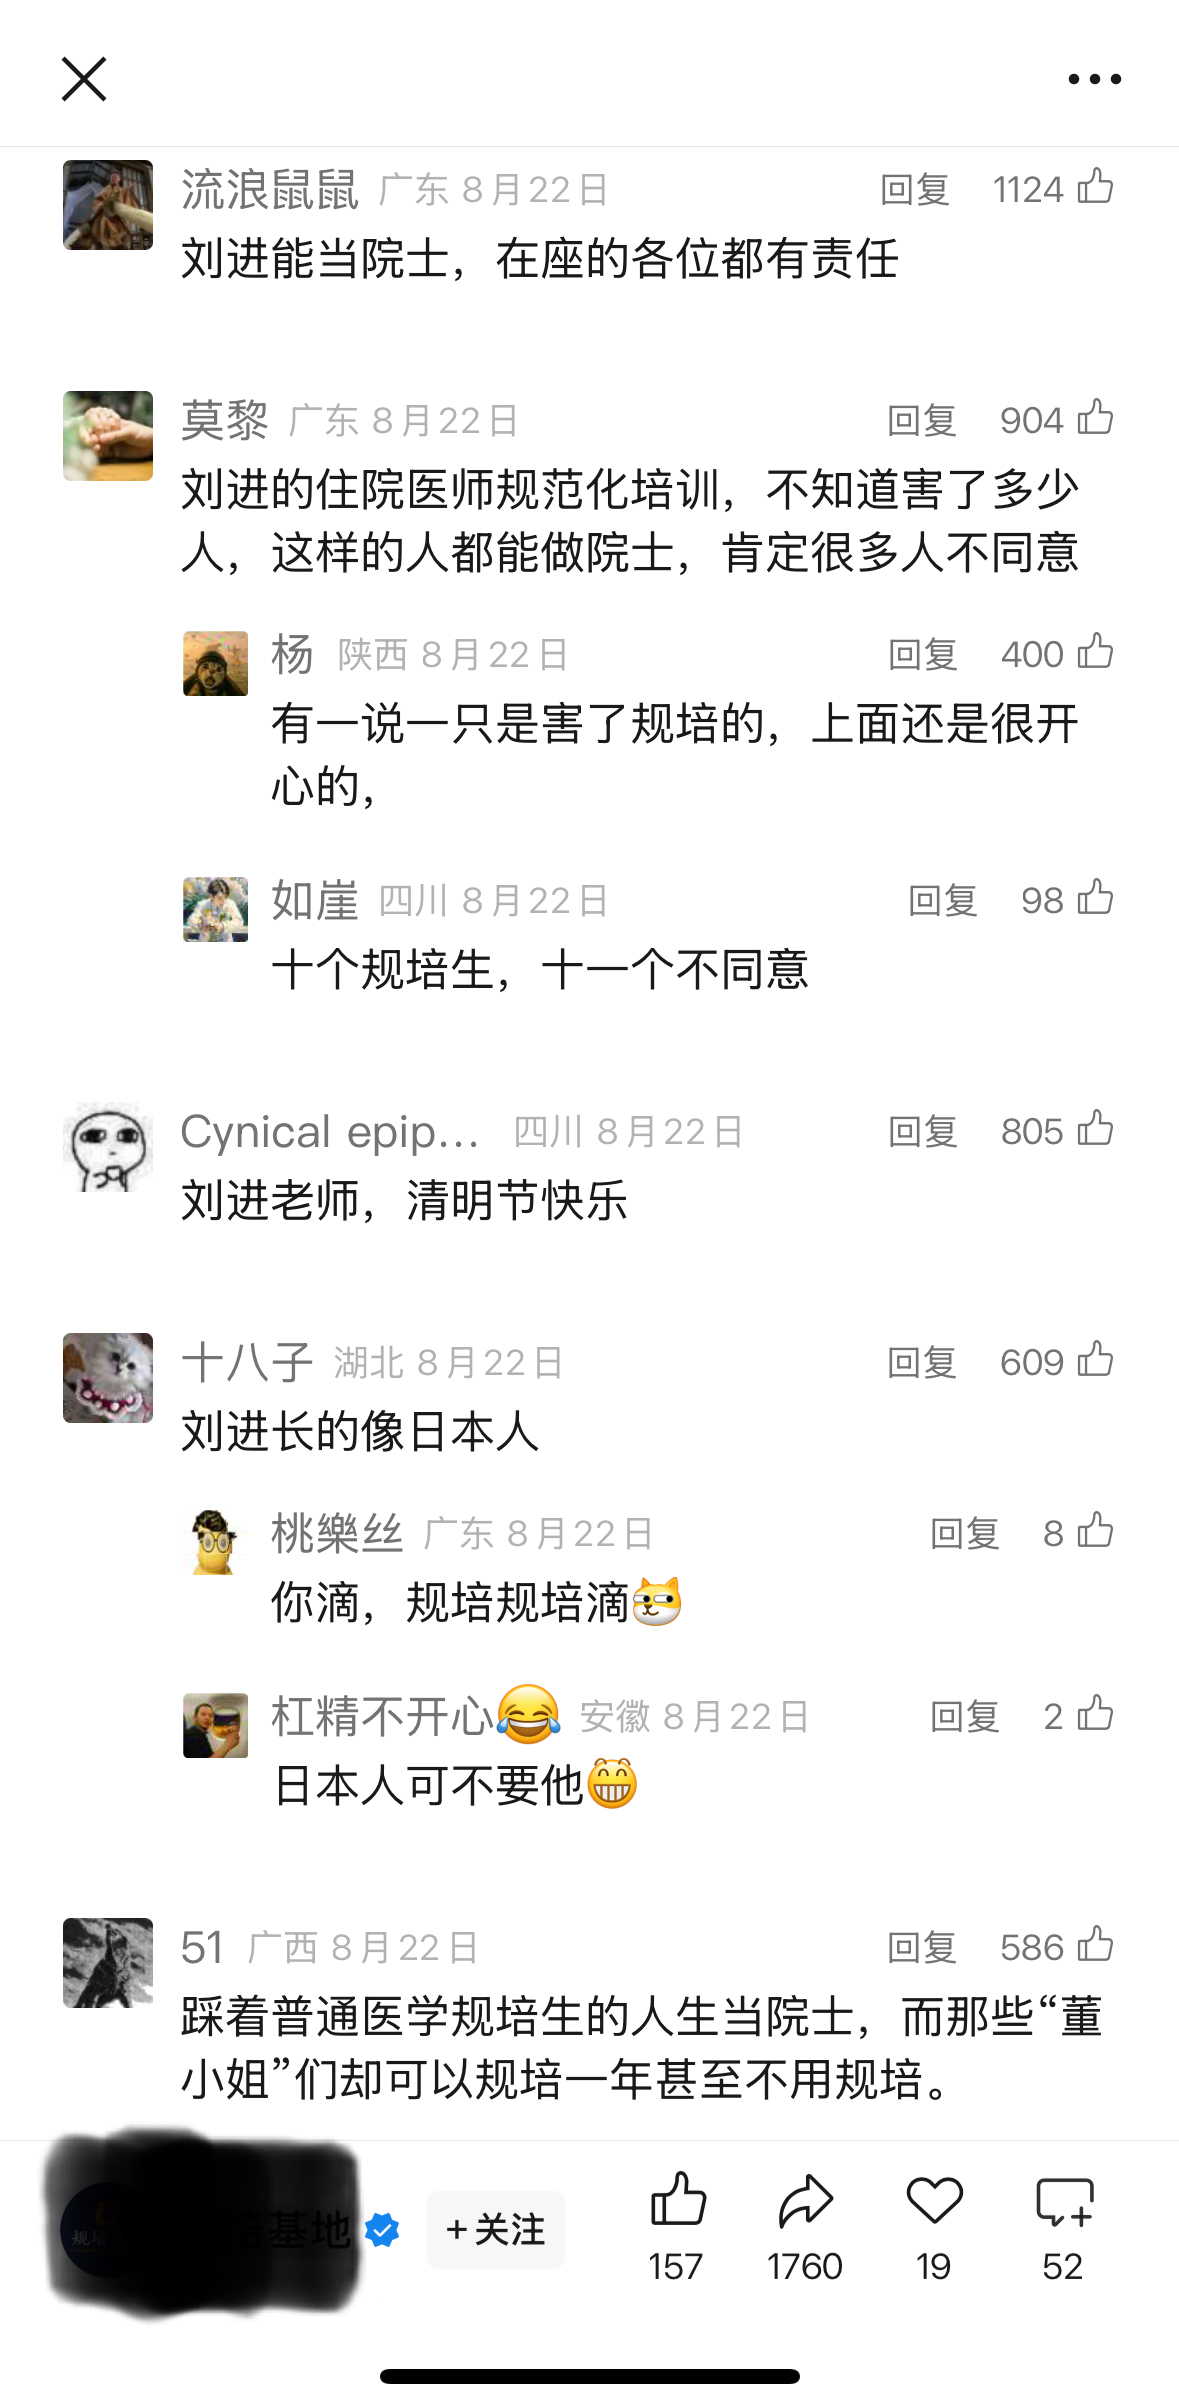 流浪鼠鼠 广东 8月22日 回复 1124
刘进能当院士，在座的各位都有责任
莫黎 广东 8月22日 回复 904
刘进的住院医师规范化培训，不知道害了多少
人，这样的人都能做院士，肯定很多人不同意
杨 陕西 8月22日 回复 400
有一说一只是害了规培的，上面还是很开
心的，
如崖 四川 8月22日 回复 98
十个规培生，十一个不同意
Cynical epip... 四川 8月22日 回复 805
刘进老师，清明节快乐
十八子 湖北 8月22日 回复 609
刘进长的像日本人
桃樂丝 广东 8月22日 回复 8
你滴，规培规培滴
杠精不开心😂 安徽 8月22日 回复 2
日本人可不要他😁
51 广西 8月22日 回复 586
踩着普通医学规培生的人生当院士，而那些“董
小姐”们却可以规培一年甚至不用规培。
规培 培基地 +关注
157 1760 19 52